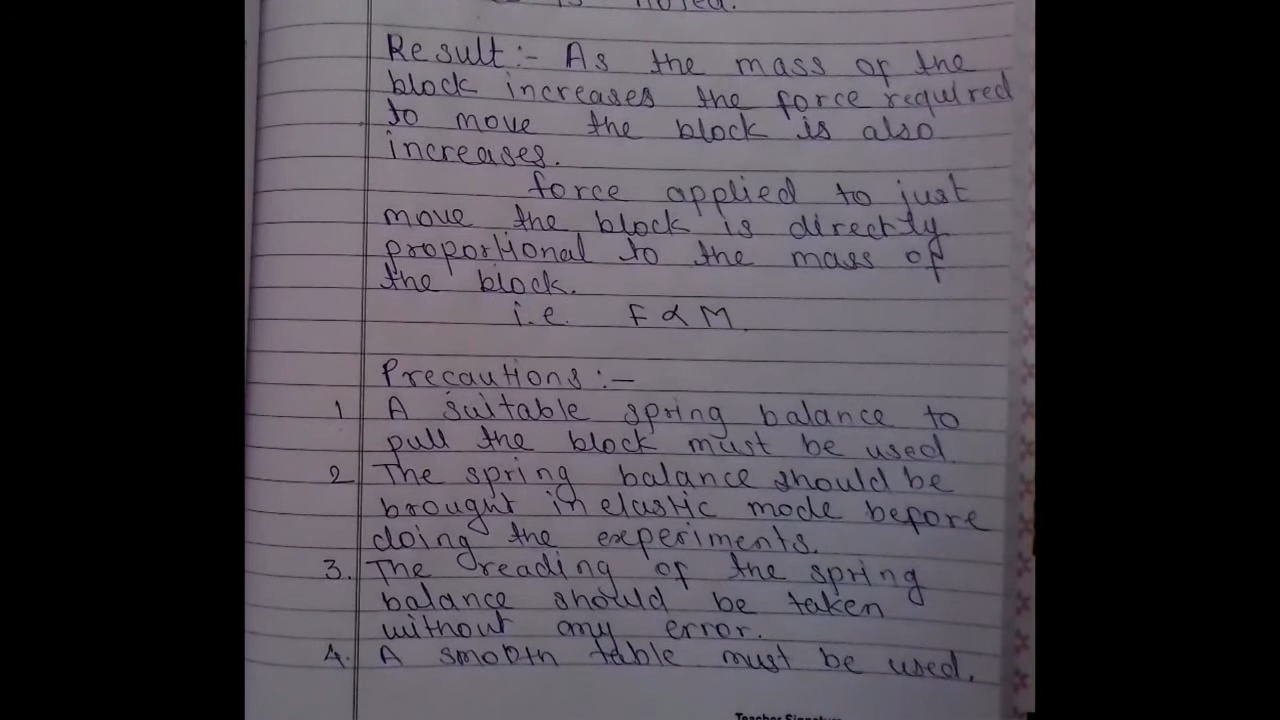 is noted.
Result :- As the mass of the
block increases the force required
to move the block is also
increases.
force applied to just
move the block is directly
proportional to the mass of
the block.
i.e. F ∝ M.
Precautions :-
1 A suitable spring balance to
pull the block must be used.
2 The spring balance should be
brought in elastic mode before
doing the experiments.
3. The reading of the spring
balance should be taken
without any error.
4. A smooth table must be used.
Teacher Signature